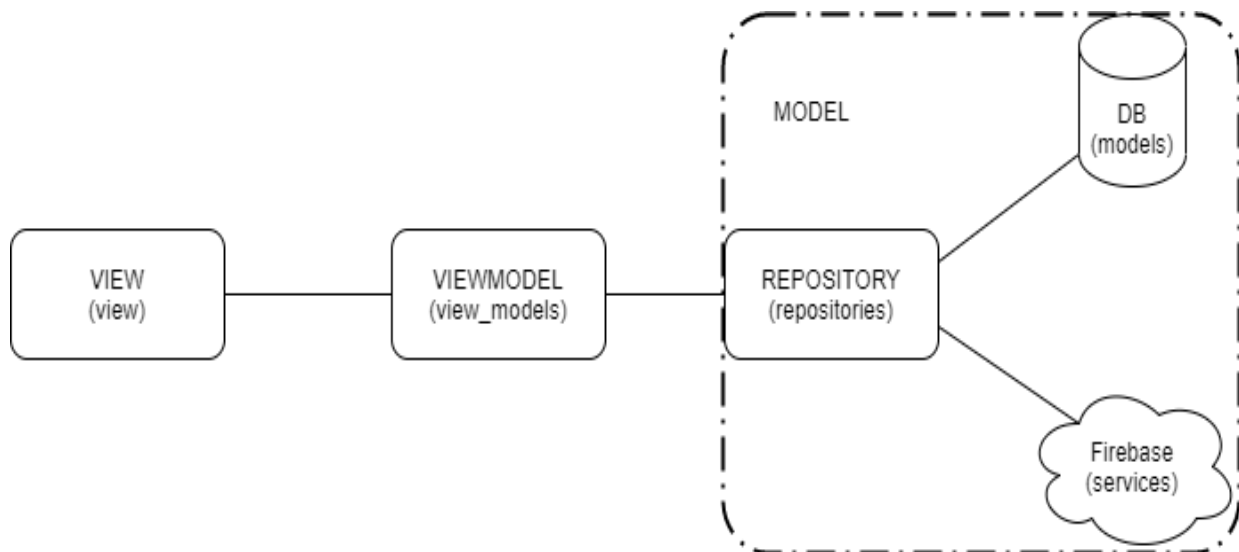 MODEL
DB
(models)
VIEW
(view)
VIEWMODEL
(view_models)
REPOSITORY
(repositories)
Firebase
(services)